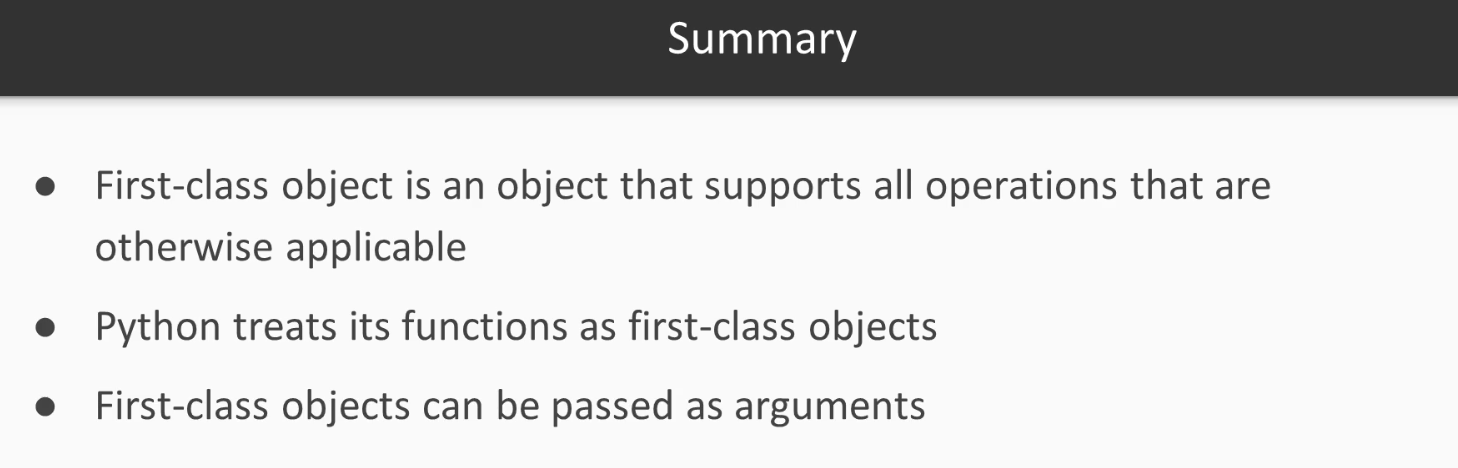 Summary
● First-class object is an object that supports all operations that are
otherwise applicable
● Python treats its functions as first-class objects
● First-class objects can be passed as arguments